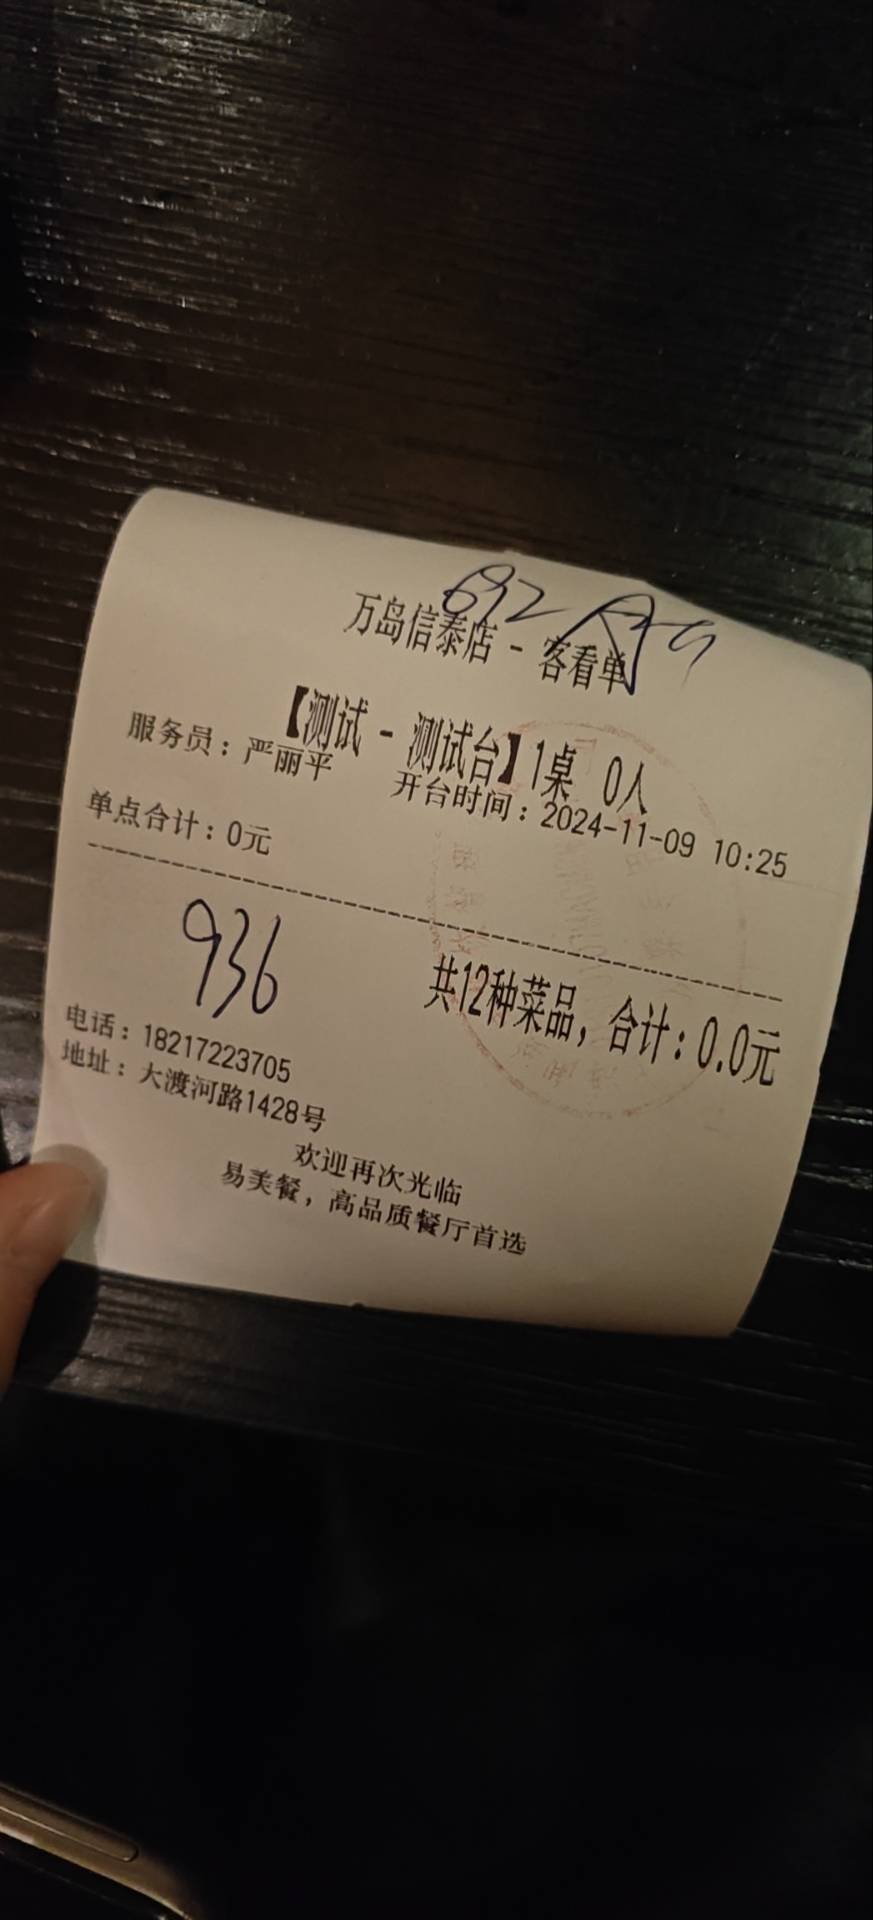 692
万岛信泰店 - 客看单
【测试 - 测试台】1桌 0人
服务员：严丽平 开台时间：2024-11-09 10:25
单点合计：0元
936
共12种菜品，合计：0.0元
电话：18217223705
地址：大渡河路1428号
欢迎再次光临
易美餐，高品质餐厅首选